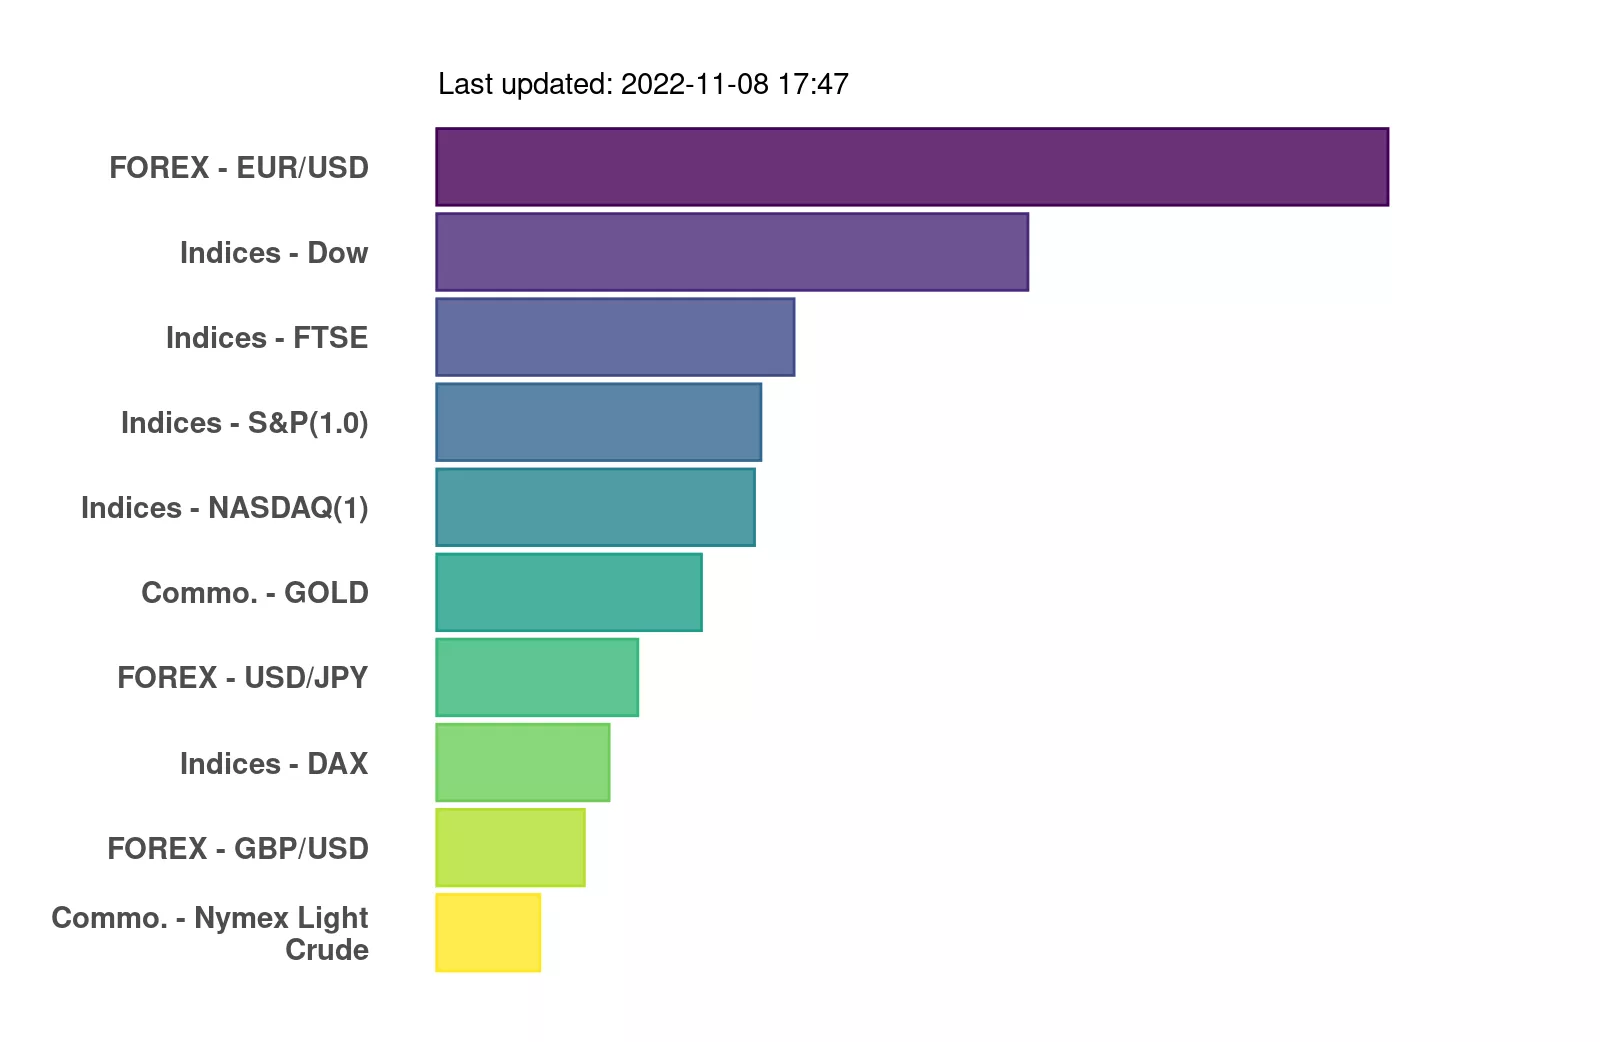 Last updated: 2022-11-08 17:47
FOREX - EUR/USD
Indices - Dow
Indices - FTSE
Indices - S&P(1.0)
Indices - NASDAQ(1)
Commo. - GOLD
FOREX - USD/JPY
Indices - DAX
FOREX - GBP/USD
Commo. - Nymex Light
Crude